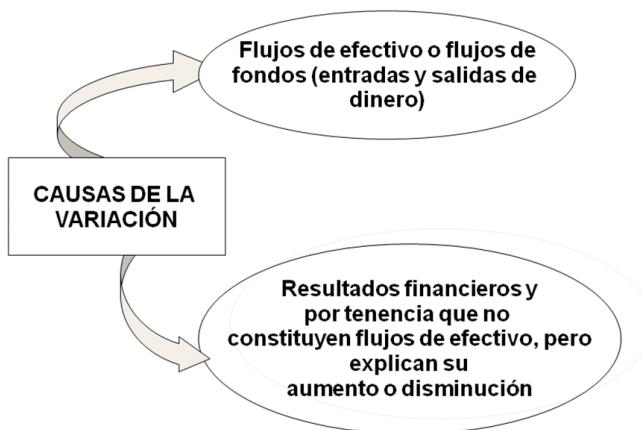 Flujos de efectivo o flujos de
fondos (entradas y salidas de
dinero)
CAUSAS DE LA
VARIACIÓN
Resultados financieros y
por tenencia que no
constituyen flujos de efectivo, pero
explican su
aumento o disminución